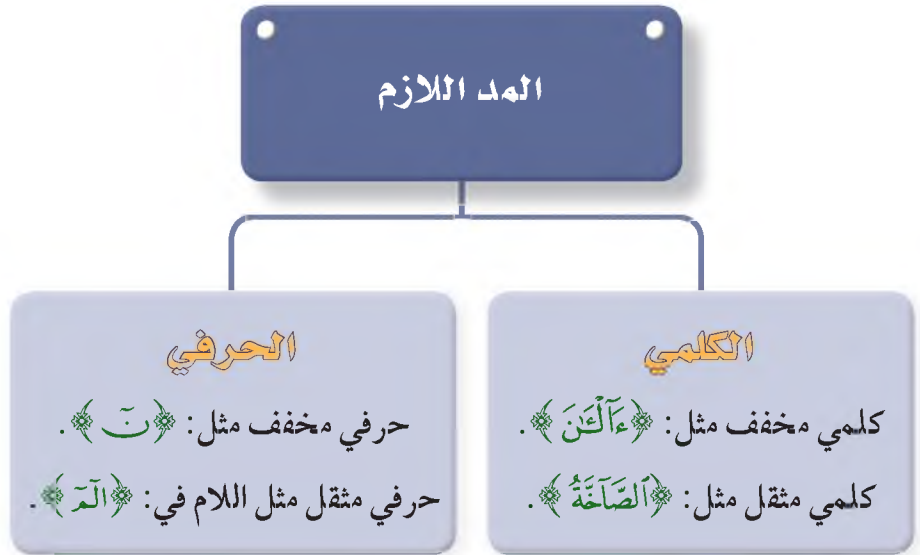 المد اللازم
الكلمي
كلمي مخفف مثل: ﴿ءَآلْـَٰٔنَ﴾.
كلمي مثقل مثل: ﴿ٱلصَّآخَّةُ﴾.
الحرفي
حرفي مخفف مثل: ﴿نٓ﴾.
حرفي مثقل مثل اللام في: ﴿الٓمٓ﴾.